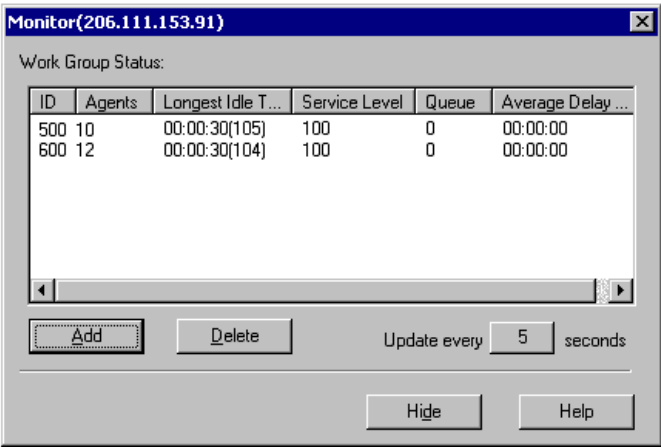 Monitor(206.111.153.91)
Work Group Status:
ID Agents Longest Idle T... Service Level Queue Average Delay ...
500 10 00:00:30(105) 100 0 00:00:00
600 12 00:00:30(104) 100 0 00:00:00
Add Delete Update every 5 seconds
Hide Help